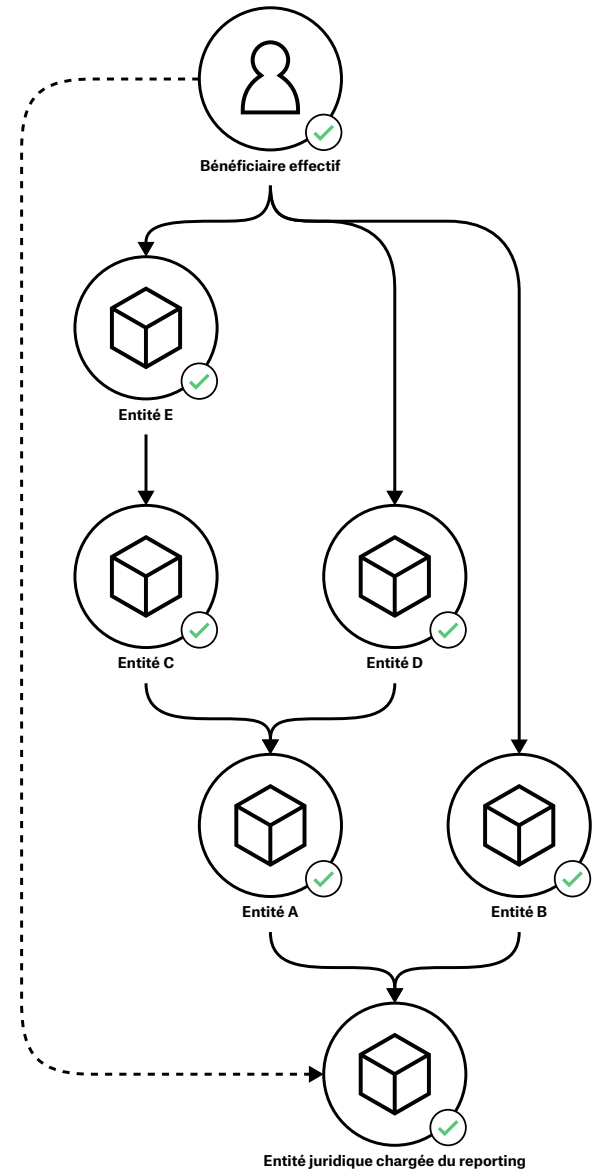 Bénéficiaire effectif
Entité E
Entité C
Entité D
Entité A
Entité B
Entité juridique chargée du reporting